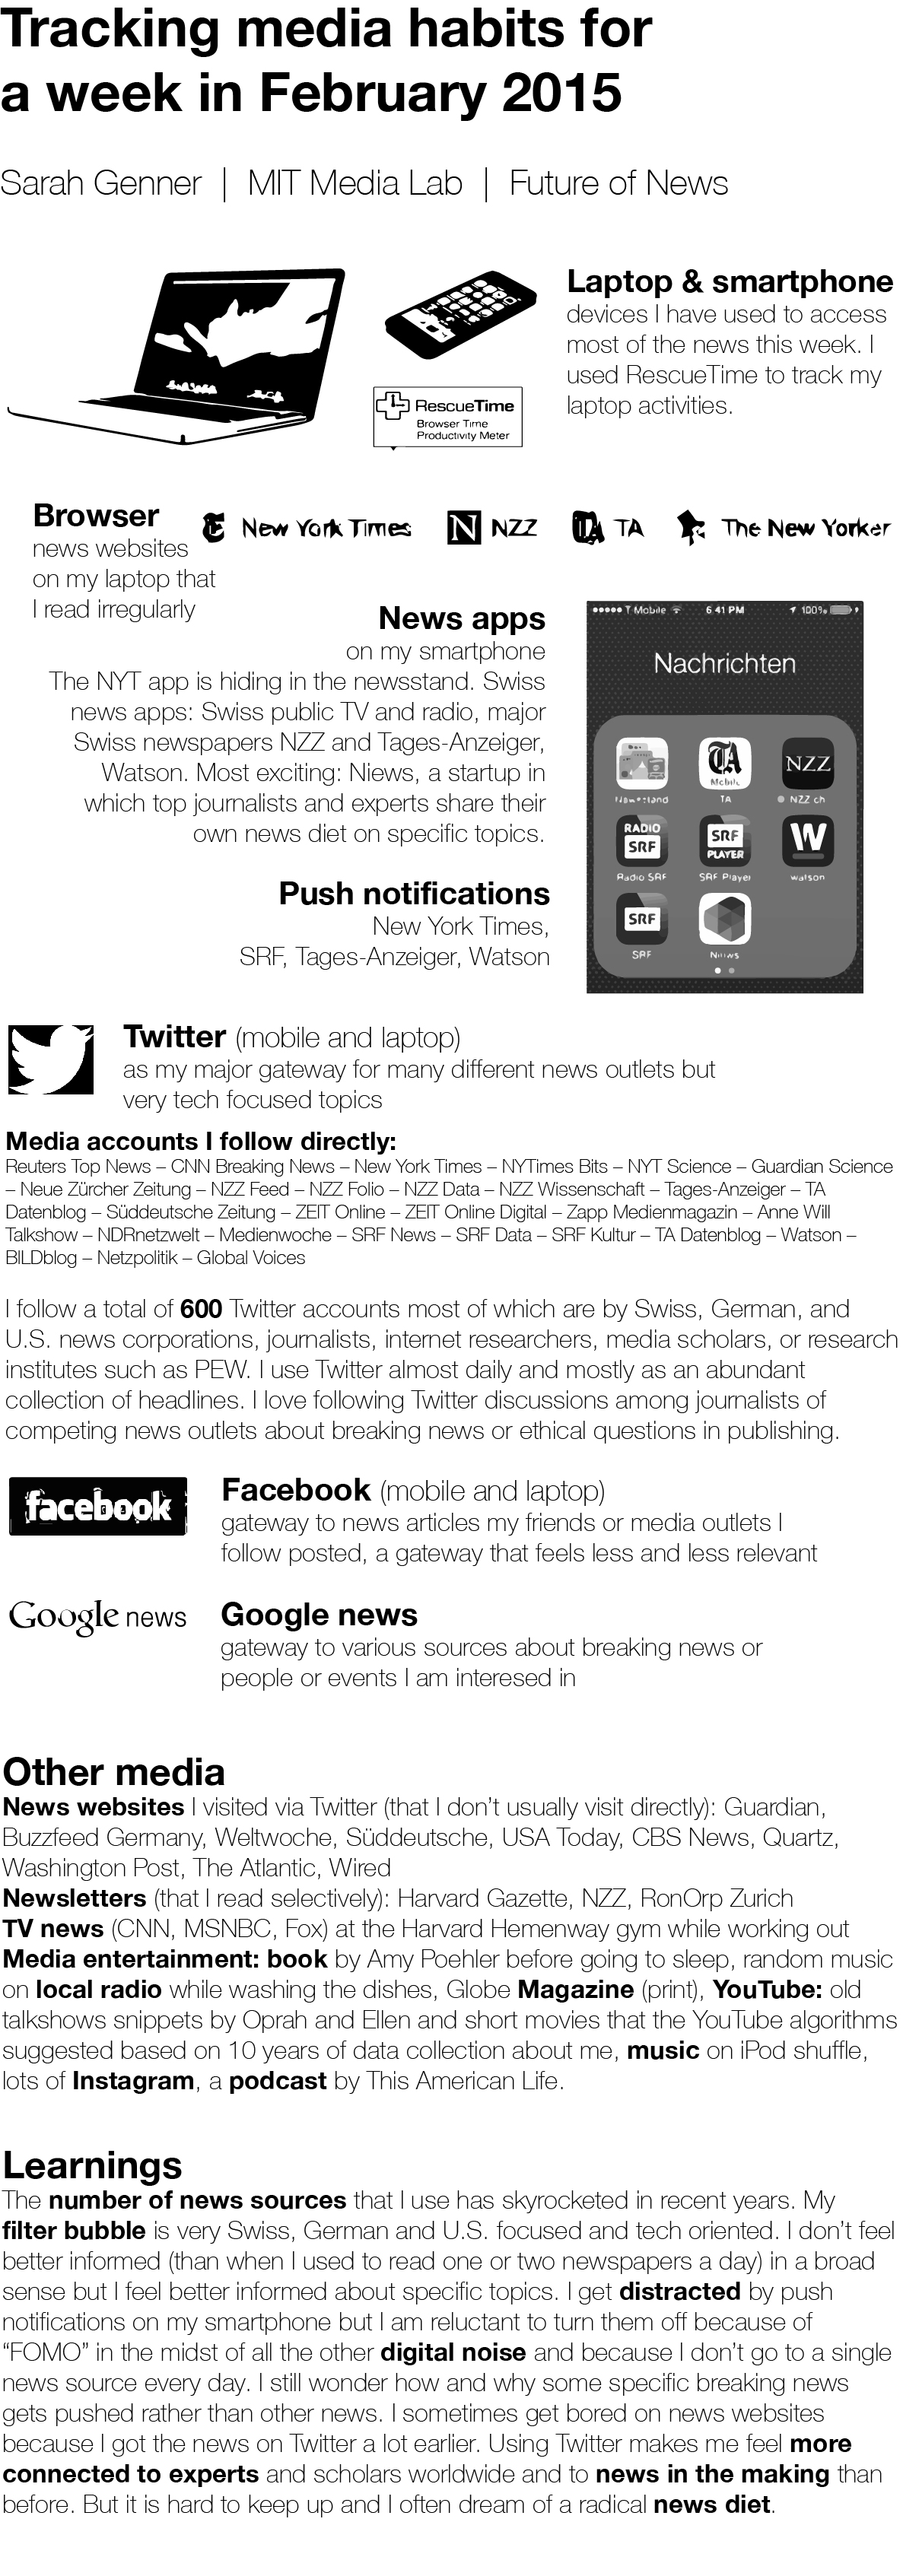 Tracking media habits for
a week in February 2015
Sarah Genner | MIT Media Lab | Future of News
Laptop & smartphone
devices I have used to access
most of the news this week. I
used RescueTime to track my
laptop activities.
RescueTime
Browser Time
Productivity Meter
Browser
news websites
on my laptop that
I read irregularly
New York Times
N NZZ
TA TA
The New Yorker
News apps
on my smartphone
The NYT app is hiding in the newsstand. Swiss
news apps: Swiss public TV and radio, major
Swiss newspapers NZZ and Tages-Anzeiger,
Watson. Most exciting: Niews, a startup in
which top journalists and experts share their
own news diet on specific topics.
Push notifications
New York Times,
SRF, Tages-Anzeiger, Watson
T-Mobile 6 41 PM 100%
Nachrichten
TA NZZ
Mobile
TA NZZ ch
RADIO SRF SRF PLAYER W
Radio SRF SRF Player watson
SRF
SRF
Twitter (mobile and laptop)
as my major gateway for many different news outlets but
very tech focused topics
Media accounts I follow directly:
Reuters Top News – CNN Breaking News – New York Times – NYTimes Bits – NYT Science – Guardian Science
– Neue Zürcher Zeitung – NZZ Feed – NZZ Folio – NZZ Data – NZZ Wissenschaft – Tages-Anzeiger – TA
Datenblog – Süddeutsche Zeitung – ZEIT Online – ZEIT Online Digital – Zapp Medienmagazin – Anne Will
Talkshow – NDRnetzwelt – Medienwoche – SRF News – SRF Data – SRF Kultur – TA Datenblog – Watson –
BILDblog – Netzpolitik – Global Voices
I follow a total of 600 Twitter accounts most of which are by Swiss, German, and
U.S. news corporations, journalists, internet researchers, media scholars, or research
institutes such as PEW. I use Twitter almost daily and mostly as an abundant
collection of headlines. I love following Twitter discussions among journalists of
competing news outlets about breaking news or ethical questions in publishing.
facebook
Facebook (mobile and laptop)
gateway to news articles my friends or media outlets I
follow posted, a gateway that feels less and less relevant
Google news
Google news
gateway to various sources about breaking news or
people or events I am interesed in
Other media
News websites I visited via Twitter (that I don't usually visit directly): Guardian,
Buzzfeed Germany, Weltwoche, Süddeutsche, USA Today, CBS News, Quartz,
Washington Post, The Atlantic, Wired
Newsletters (that I read selectively): Harvard Gazette, NZZ, RonOrp Zurich
TV news (CNN, MSNBC, Fox) at the Harvard Hemenway gym while working out
Media entertainment: book by Amy Poehler before going to sleep, random music
on local radio while washing the dishes, Globe Magazine (print), YouTube: old
talkshows snippets by Oprah and Ellen and short movies that the YouTube algorithms
suggested based on 10 years of data collection about me, music on iPod shuffle,
lots of Instagram, a podcast by This American Life.
Learnings
The number of news sources that I use has skyrocketed in recent years. My
filter bubble is very Swiss, German and U.S. focused and tech oriented. I don't feel
better informed (than when I used to read one or two newspapers a day) in a broad
sense but I feel better informed about specific topics. I get distracted by push
notifications on my smartphone but I am reluctant to turn them off because of
“FOMO” in the midst of all the other digital noise and because I don't go to a single
news source every day. I still wonder how and why some specific breaking news
gets pushed rather than other news. I sometimes get bored on news websites
because I got the news on Twitter a lot earlier. Using Twitter makes me feel more
connected to experts and scholars worldwide and to news in the making than
before. But it is hard to keep up and I often dream of a radical news diet.